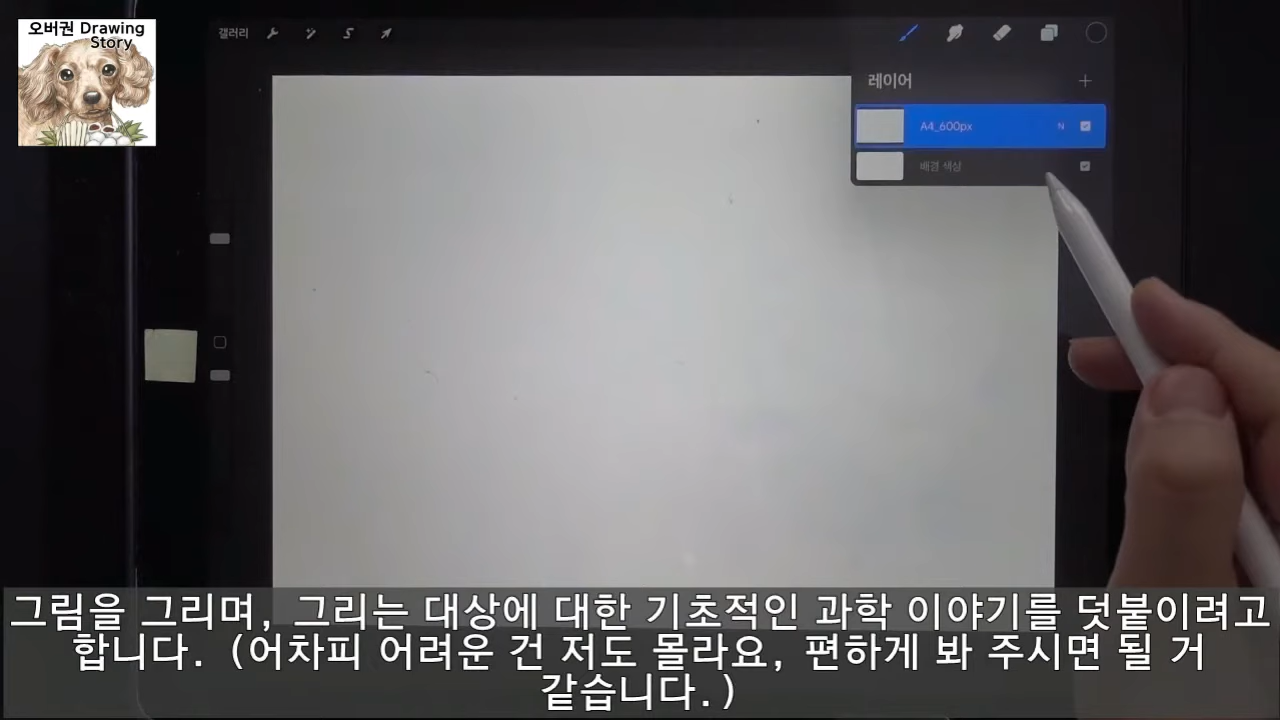 오버권 Drawing
Story
갤러리
레이어
A4_600px
N
배경 색상
그림을 그리며, 그리는 대상에 대한 기초적인 과학 이야기를 덧붙이려고
합니다. (어차피 어려운 건 저도 몰라요, 편하게 봐 주시면 될 거
같습니다.)